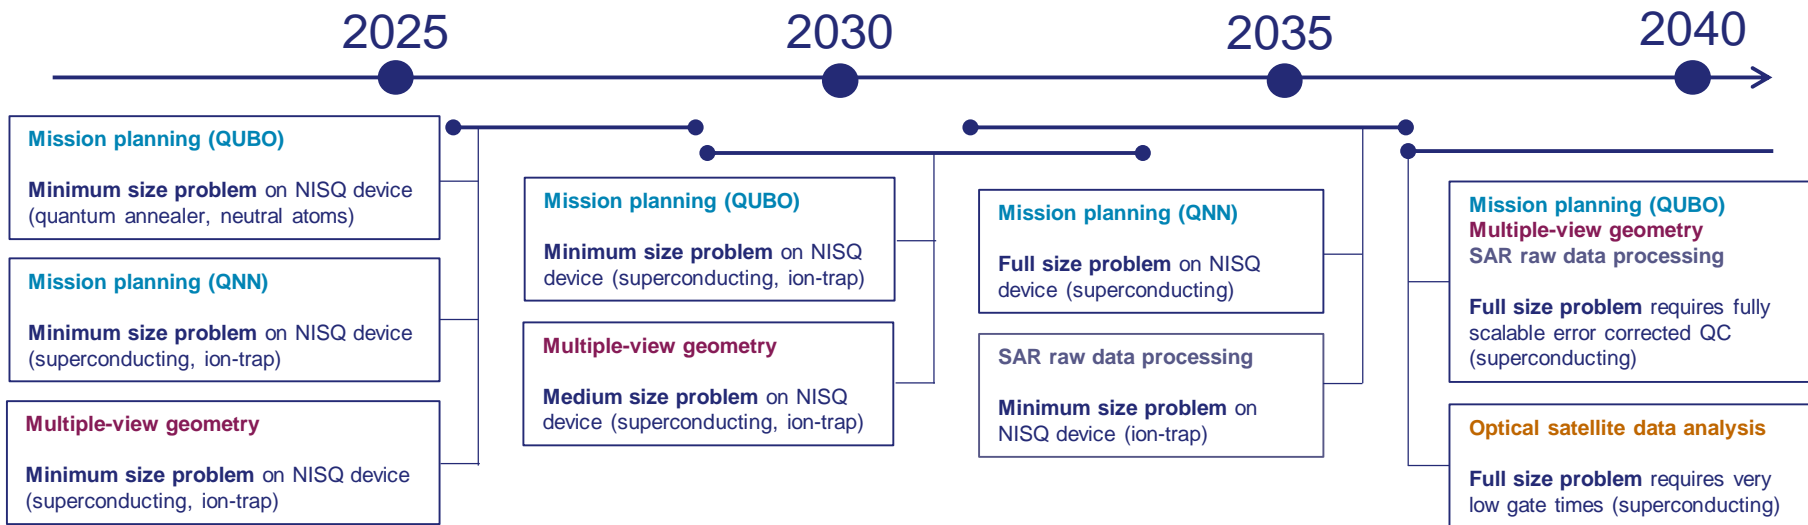 2025
2030
2035
2040
Mission planning (QUBO)
Minimum size problem on NISQ device
(quantum annealer, neutral atoms)
Mission planning (QNN)
Minimum size problem on NISQ device
(superconducting, ion-trap)
Multiple-view geometry
Minimum size problem on NISQ device
(superconducting, ion-trap)
Mission planning (QUBO)
Minimum size problem on NISQ
device (superconducting, ion-trap)
Multiple-view geometry
Medium size problem on NISQ
device (superconducting, ion-trap)
Mission planning (QNN)
Full size problem on NISQ
device (superconducting)
SAR raw data processing
Minimum size problem on
NISQ device (ion-trap)
Mission planning (QUBO)
Multiple-view geometry
SAR raw data processing
Full size problem requires fully
scalable error corrected QC
(superconducting)
Optical satellite data analysis
Full size problem requires very
low gate times (superconducting)